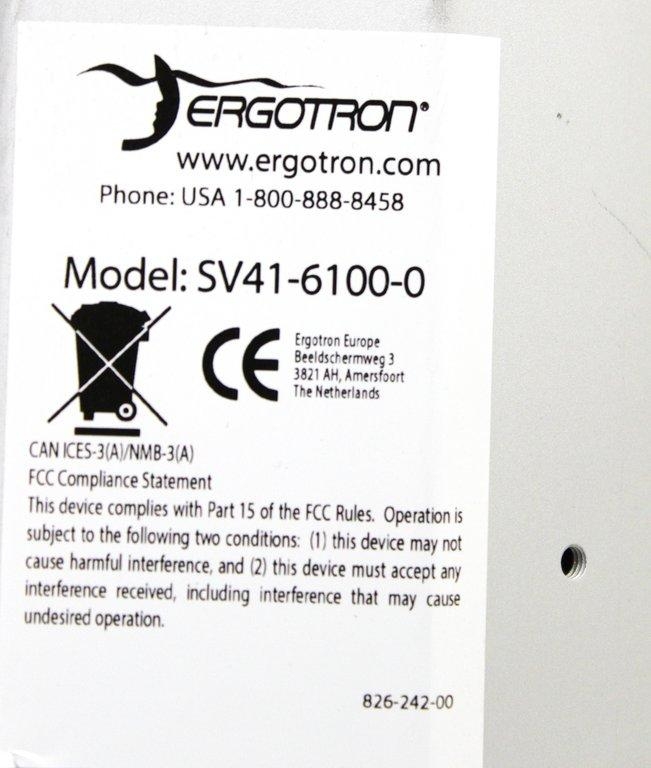 ERGOTRON®
www.ergotron.com
Phone: USA 1-800-888-8458
Model: SV41-6100-0
CE
Ergotron Europe
Beeldschermweg 3
3821 AH, Amersfoort
The Netherlands
CAN ICES-3(A)/NMB-3(A)
FCC Compliance Statement
This device complies with Part 15 of the FCC Rules. Operation is
subject to the following two conditions: (1) this device may not
cause harmful interference, and (2) this device must accept any
interference received, including interference that may cause
undesired operation.
826-242-00